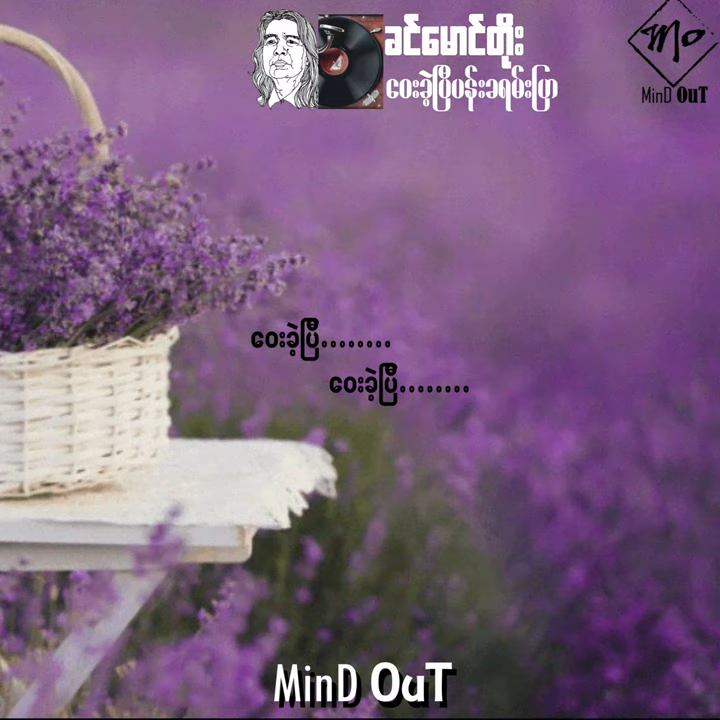 ခင်မောင်တိုး
ဝေးခဲ့ပြီပန်းခရမ်းပြာ
Mo
MinD OuT
ဝေးခဲ့ပြီ........
ဝေးခဲ့ပြီ........
MinD OuT